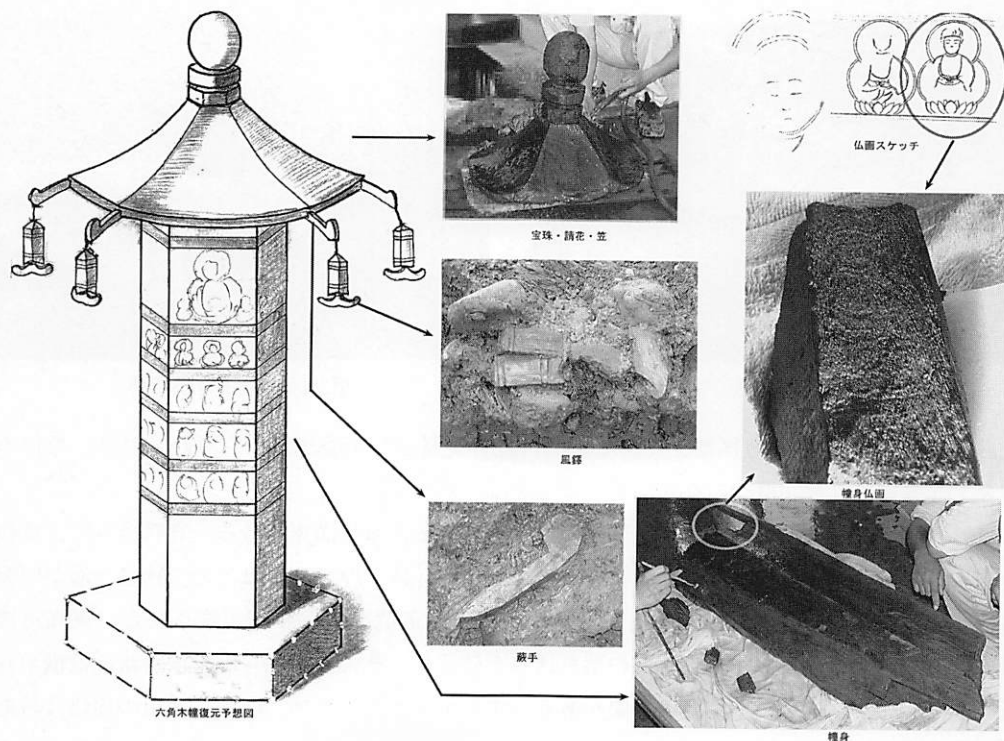 宝珠・請花・笠
仏画スケッチ
風鐸
幢身仏画
蕨手
六角木幢復元予想図
幢身